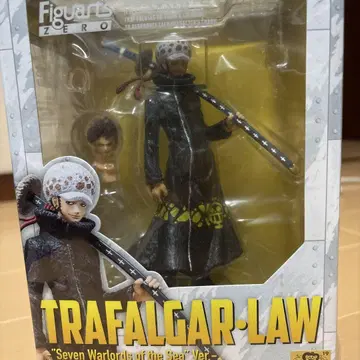 Figuarts
ZERO
TRAFALGAR•LAW
-"Seven Warlords of the Sea" Ver.-